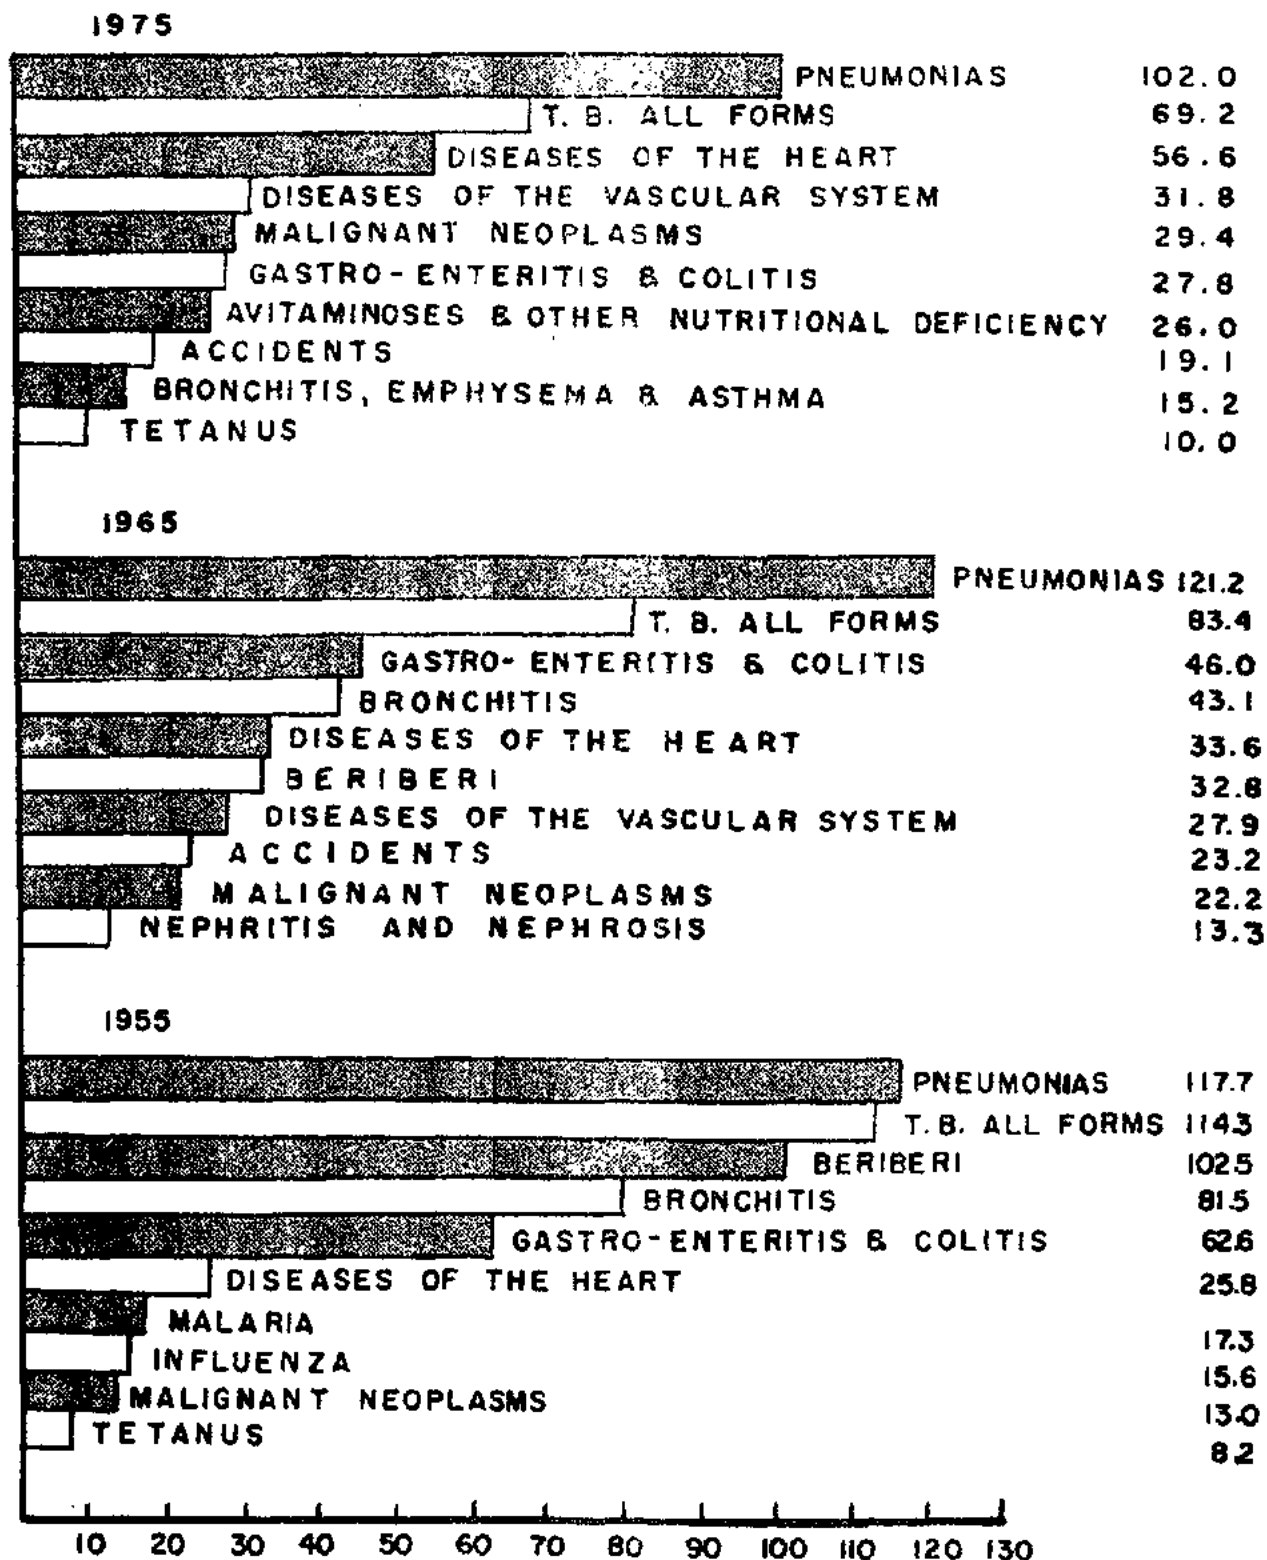 1975
PNEUMONIAS 102.0
T. B. ALL FORMS 69.2
DISEASES OF THE HEART 56.6
DISEASES OF THE VASCULAR SYSTEM 31.8
MALIGNANT NEOPLASMS 29.4
GASTRO-ENTERITIS & COLITIS 27.8
AVITAMINOSES & OTHER NUTRITIONAL DEFICIENCY 26.0
ACCIDENTS 19.1
BRONCHITIS, EMPHYSEMA & ASTHMA 15.2
TETANUS 10.0
1965
PNEUMONIAS 121.2
T. B. ALL FORMS 83.4
GASTRO-ENTERITIS & COLITIS 46.0
BRONCHITIS 43.1
DISEASES OF THE HEART 33.6
BERIBERI 32.8
DISEASES OF THE VASCULAR SYSTEM 27.9
ACCIDENTS 23.2
MALIGNANT NEOPLASMS 22.2
NEPHRITIS AND NEPHROSIS 13.3
1955
PNEUMONIAS 117.7
T. B. ALL FORMS 114.3
BERIBERI 102.5
BRONCHITIS 81.5
GASTRO-ENTERITIS & COLITIS 62.6
DISEASES OF THE HEART 25.8
MALARIA 17.3
INFLUENZA 15.6
MALIGNANT NEOPLASMS 13.0
TETANUS 8.2
10 20 30 40 50 60 70 80 90 100 110 120 130